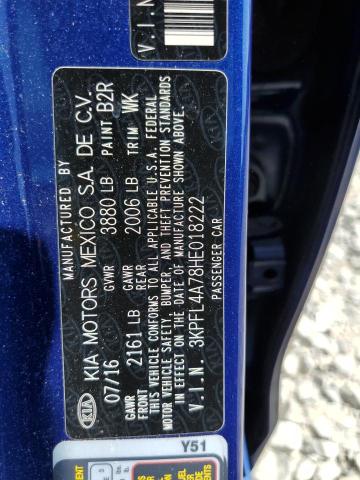 KIA
KIA MOTORS MEXICO S.A. DE C.V.
MANUFACTURED
07/16 GVWR 3880 LB PAINT B2R
GAWR FRONT 2161 LB GAWR REAR 2006 LB TRIM WK
THIS VEHICLE CONFORMS TO ALL APPLICABLE U.S.A. FEDERAL
MOTOR VEHICLE SAFETY, BUMPER, AND THEFT PREVENTION STANDARDS
IN EFFECT ON THE DATE OF MANUFACTURE SHOWN ABOVE.
V.I.N. 3KPFL4A78HE018222
PASSENGER CAR
V.I.N
Y51